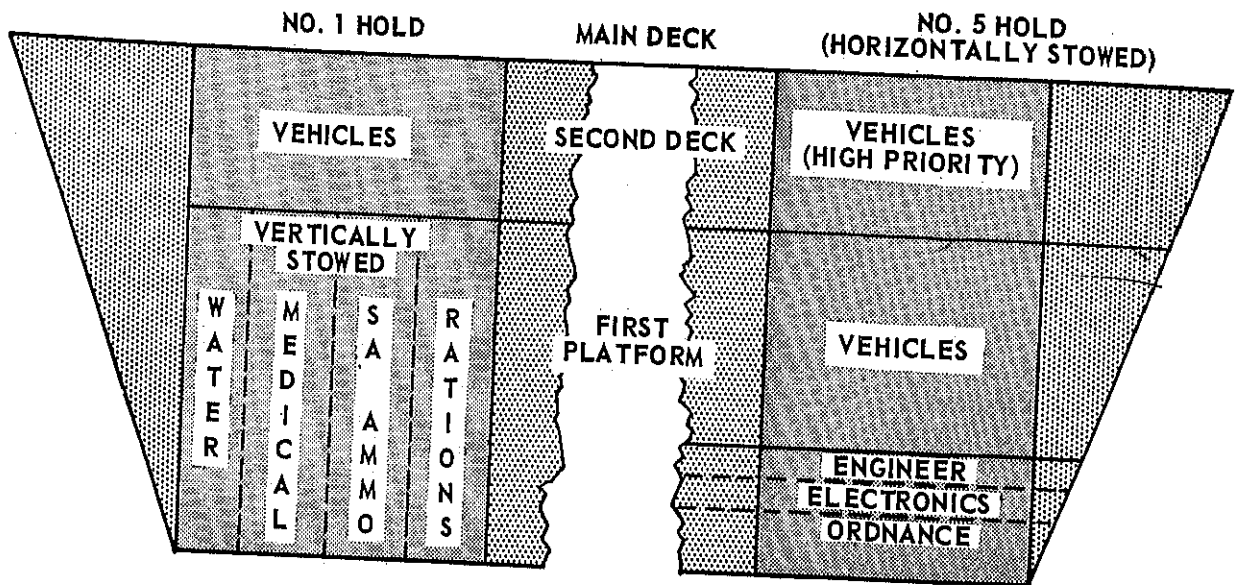 NO. 1 HOLD
MAIN DECK
NO. 5 HOLD
(HORIZONTALLY STOWED)
VEHICLES
SECOND DECK
VEHICLES
(HIGH PRIORITY)
VERTICALLY
STOWED
WATER
MEDICAL
SA AMMO
RATIONS
FIRST
PLATFORM
VEHICLES
ENGINEER
ELECTRONICS
ORDNANCE